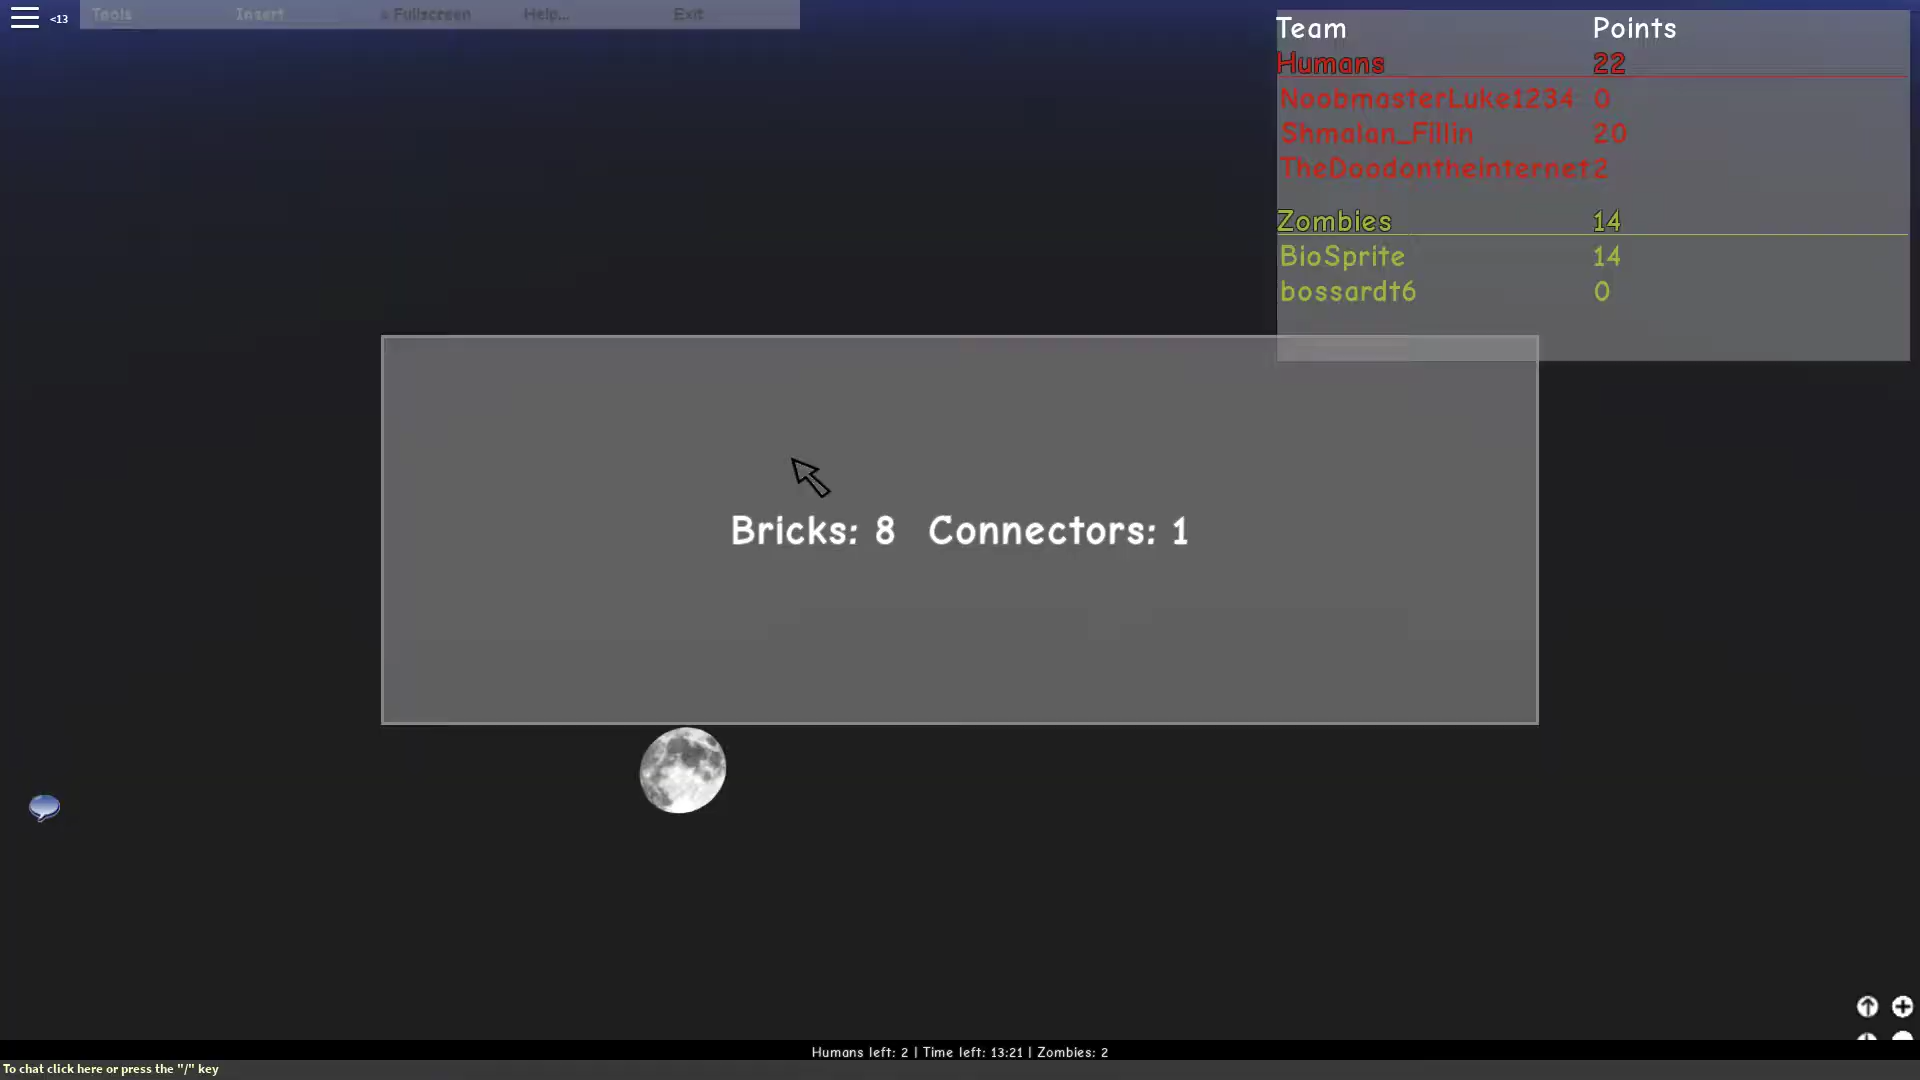 <13
Tools Insert Fullscreen Help... Exit
Team Points
Humans 22
NoobmasterLuke1234 0
Shmalan_Fillin 20
TheDoodontheinternet 2
Zombies 14
BioSprite 14
bossardt6 0
Bricks: 8 Connectors: 1
Humans left: 2 | Time left: 13:21 | Zombies: 2
To chat click here or press the "/" key